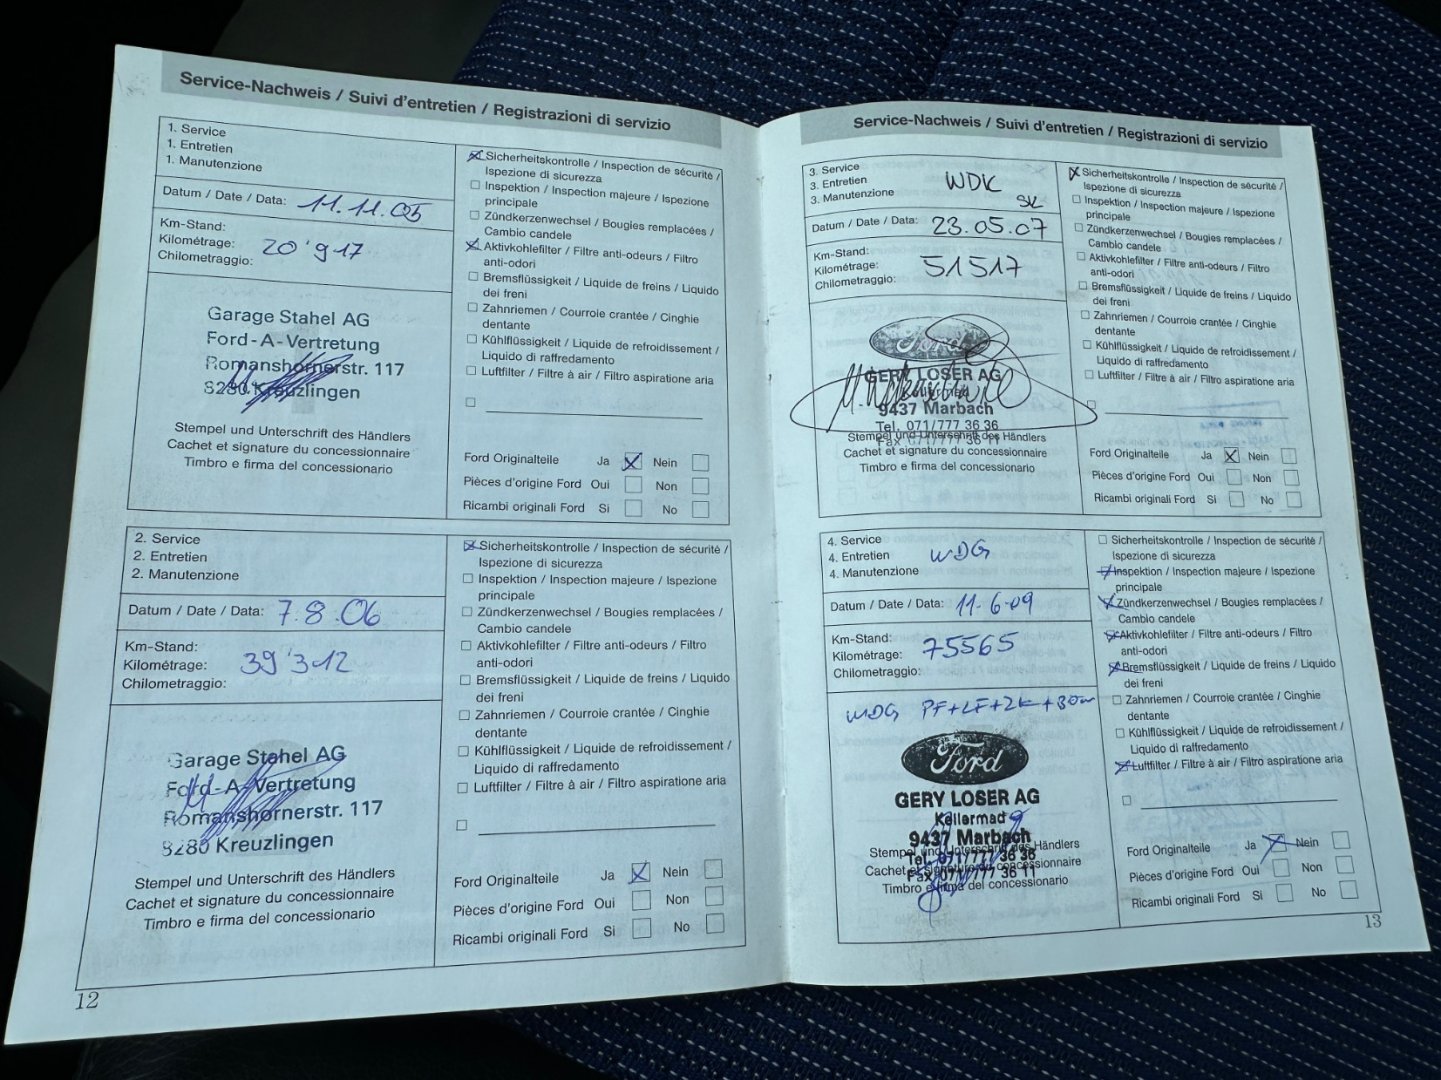 Service-Nachweis / Suivi d'entretien / Registrazioni di servizio
1. Service
1. Entretien
1. Manutenzione
Datum / Date / Data: 11.11.05
Km-Stand:
Kilométrage: 20'917
Chilometraggio:
Garage Stahel AG
Ford-A-Vertretung
Romanshornerstr. 117
8280 Kreuzlingen
Stempel und Unterschrift des Händlers
Cachet et signature du concessionnaire
Timbro e firma del concessionario
☒ Sicherheitskontrolle / Inspection de sécurité /
Ispezione di sicurezza
☐ Inspektion / Inspection majeure / Ispezione
principale
☐ Zündkerzenwechsel / Bougies remplacées /
Cambio candele
☒ Aktivkohlefilter / Filtre anti-odeurs / Filtro
anti-odori
☐ Bremsflüssigkeit / Liquide de freins / Liquido
dei freni
☐ Zahnriemen / Courroie crantée / Cinghie
dentante
☐ Kühlflüssigkeit / Liquide de refroidissement /
Liquido di raffredamento
☐ Luftfilter / Filtre à air / Filtro aspiratione aria
☐
Ford Originalteile Ja ☒ Nein ☐
Pièces d'origine Ford Oui ☐ Non ☐
Ricambi originali Ford Si ☐ No ☐
2. Service
2. Entretien
2. Manutenzione
Datum / Date / Data: 7.8.06
Km-Stand:
Kilométrage: 39'312
Chilometraggio:
Garage Stahel AG
Ford-A-Vertretung
Romanshornerstr. 117
8280 Kreuzlingen
Stempel und Unterschrift des Händlers
Cachet et signature du concessionnaire
Timbro e firma del concessionario
☒ Sicherheitskontrolle / Inspection de sécurité /
Ispezione di sicurezza
☐ Inspektion / Inspection majeure / Ispezione
principale
☐ Zündkerzenwechsel / Bougies remplacées /
Cambio candele
☐ Aktivkohlefilter / Filtre anti-odeurs / Filtro
anti-odori
☐ Bremsflüssigkeit / Liquide de freins / Liquido
dei freni
☐ Zahnriemen / Courroie crantée / Cinghie
dentante
☐ Kühlflüssigkeit / Liquide de refroidissement /
Liquido di raffredamento
☐ Luftfilter / Filtre à air / Filtro aspiratione aria
☐
Ford Originalteile Ja ☒ Nein ☐
Pièces d'origine Ford Oui ☐ Non ☐
Ricambi originali Ford Si ☐ No ☐
12
Service-Nachweis / Suivi d'entretien / Registrazioni di servizio
3. Service
3. Entretien WDK
3. Manutenzione SK
Datum / Date / Data: 23.05.07
Km-Stand:
Kilométrage: 51517
Chilometraggio:
Ford
GERY LOSER AG
9437 Marbach
Tel. 071/777 36 36
Fax 071/777 36 11
Stempel und Unterschrift des Händlers
Cachet et signature du concessionnaire
Timbro e firma del concessionario
☒ Sicherheitskontrolle / Inspection de sécurité /
Ispezione di sicurezza
☐ Inspektion / Inspection majeure / Ispezione
principale
☐ Zündkerzenwechsel / Bougies remplacées /
Cambio candele
☐ Aktivkohlefilter / Filtre anti-odeurs / Filtro
anti-odori
☐ Bremsflüssigkeit / Liquide de freins / Liquido
dei freni
☐ Zahnriemen / Courroie crantée / Cinghie
dentante
☐ Kühlflüssigkeit / Liquide de refroidissement /
Liquido di raffredamento
☐ Luftfilter / Filtre à air / Filtro aspiratione aria
☐
Ford Originalteile Ja ☒ Nein ☐
Pièces d'origine Ford Oui ☐ Non ☐
Ricambi originali Ford Si ☐ No ☐
4. Service
4. Entretien WDG
4. Manutenzione
Datum / Date / Data: 11.6.09
Km-Stand:
Kilométrage: 75565
Chilometraggio:
WDG PF+LF+ZK+
Ford
GERY LOSER AG
Kellermad
9437 Marbach
Tel. 071/777 36 36
Fax 071/777 36 11
Stempel und Unterschrift des Händlers
Cachet et signature du concessionnaire
Timbro e firma del concessionario
☐ Sicherheitskontrolle / Inspection de sécurité /
Ispezione di sicurezza
☒ Inspektion / Inspection majeure / Ispezione
principale
☒ Zündkerzenwechsel / Bougies remplacées /
Cambio candele
☒ Aktivkohlefilter / Filtre anti-odeurs / Filtro
anti-odori
☒ Bremsflüssigkeit / Liquide de freins / Liquido
dei freni
☐ Zahnriemen / Courroie crantée / Cinghie
dentante
☐ Kühlflüssigkeit / Liquide de refroidissement /
Liquido di raffredamento
☒ Luftfilter / Filtre à air / Filtro aspiratione aria
☐
Ford Originalteile Ja ☒ Nein ☐
Pièces d'origine Ford Oui ☐ Non ☐
Ricambi originali Ford Si ☐ No ☐
13